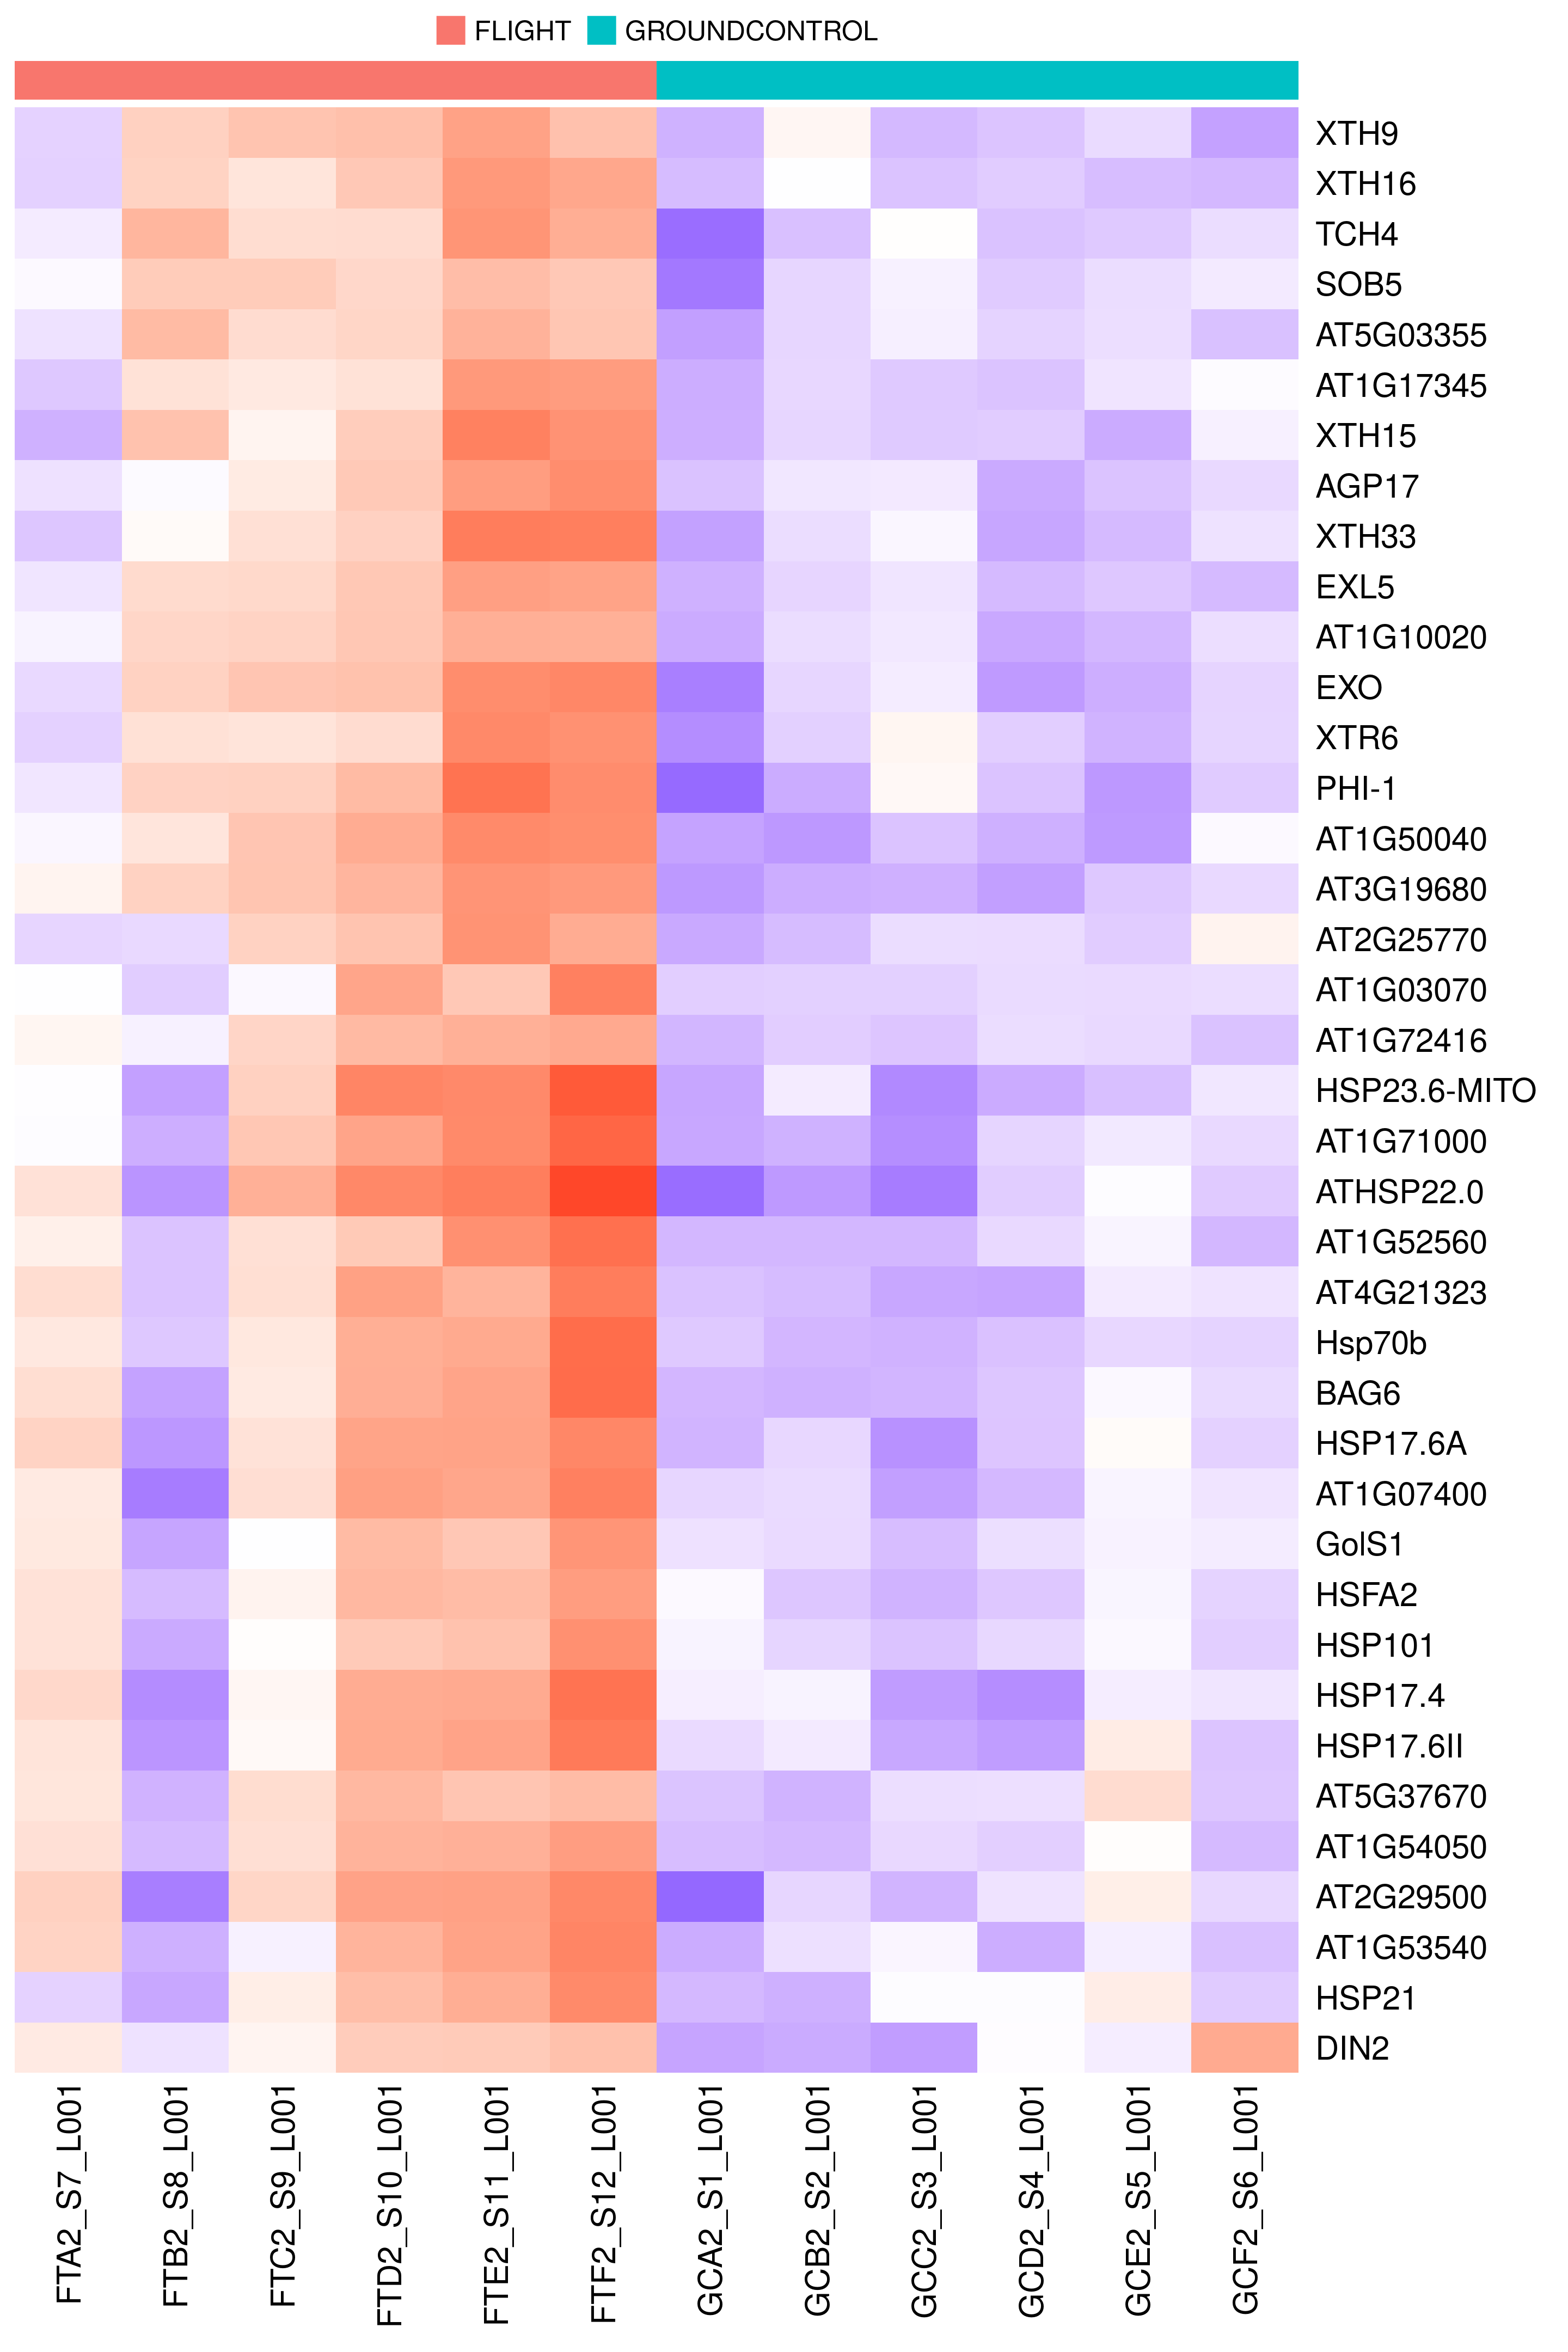 FLIGHT GROUNDCONTROL
XTH9
XTH16
TCH4
SOB5
AT5G03355
AT1G17345
XTH15
AGP17
XTH33
EXL5
AT1G10020
EXO
XTR6
PHI-1
AT1G50040
AT3G19680
AT2G25770
AT1G03070
AT1G72416
HSP23.6-MITO
AT1G71000
ATHSP22.0
AT1G52560
AT4G21323
Hsp70b
BAG6
HSP17.6A
AT1G07400
GolS1
HSFA2
HSP101
HSP17.4
HSP17.6II
AT5G37670
AT1G54050
AT2G29500
AT1G53540
HSP21
DIN2
FTA2_S7_L001
FTB2_S8_L001
FTC2_S9_L001
FTD2_S10_L001
FTE2_S11_L001
FTF2_S12_L001
GCA2_S1_L001
GCB2_S2_L001
GCC2_S3_L001
GCD2_S4_L001
GCE2_S5_L001
GCF2_S6_L001